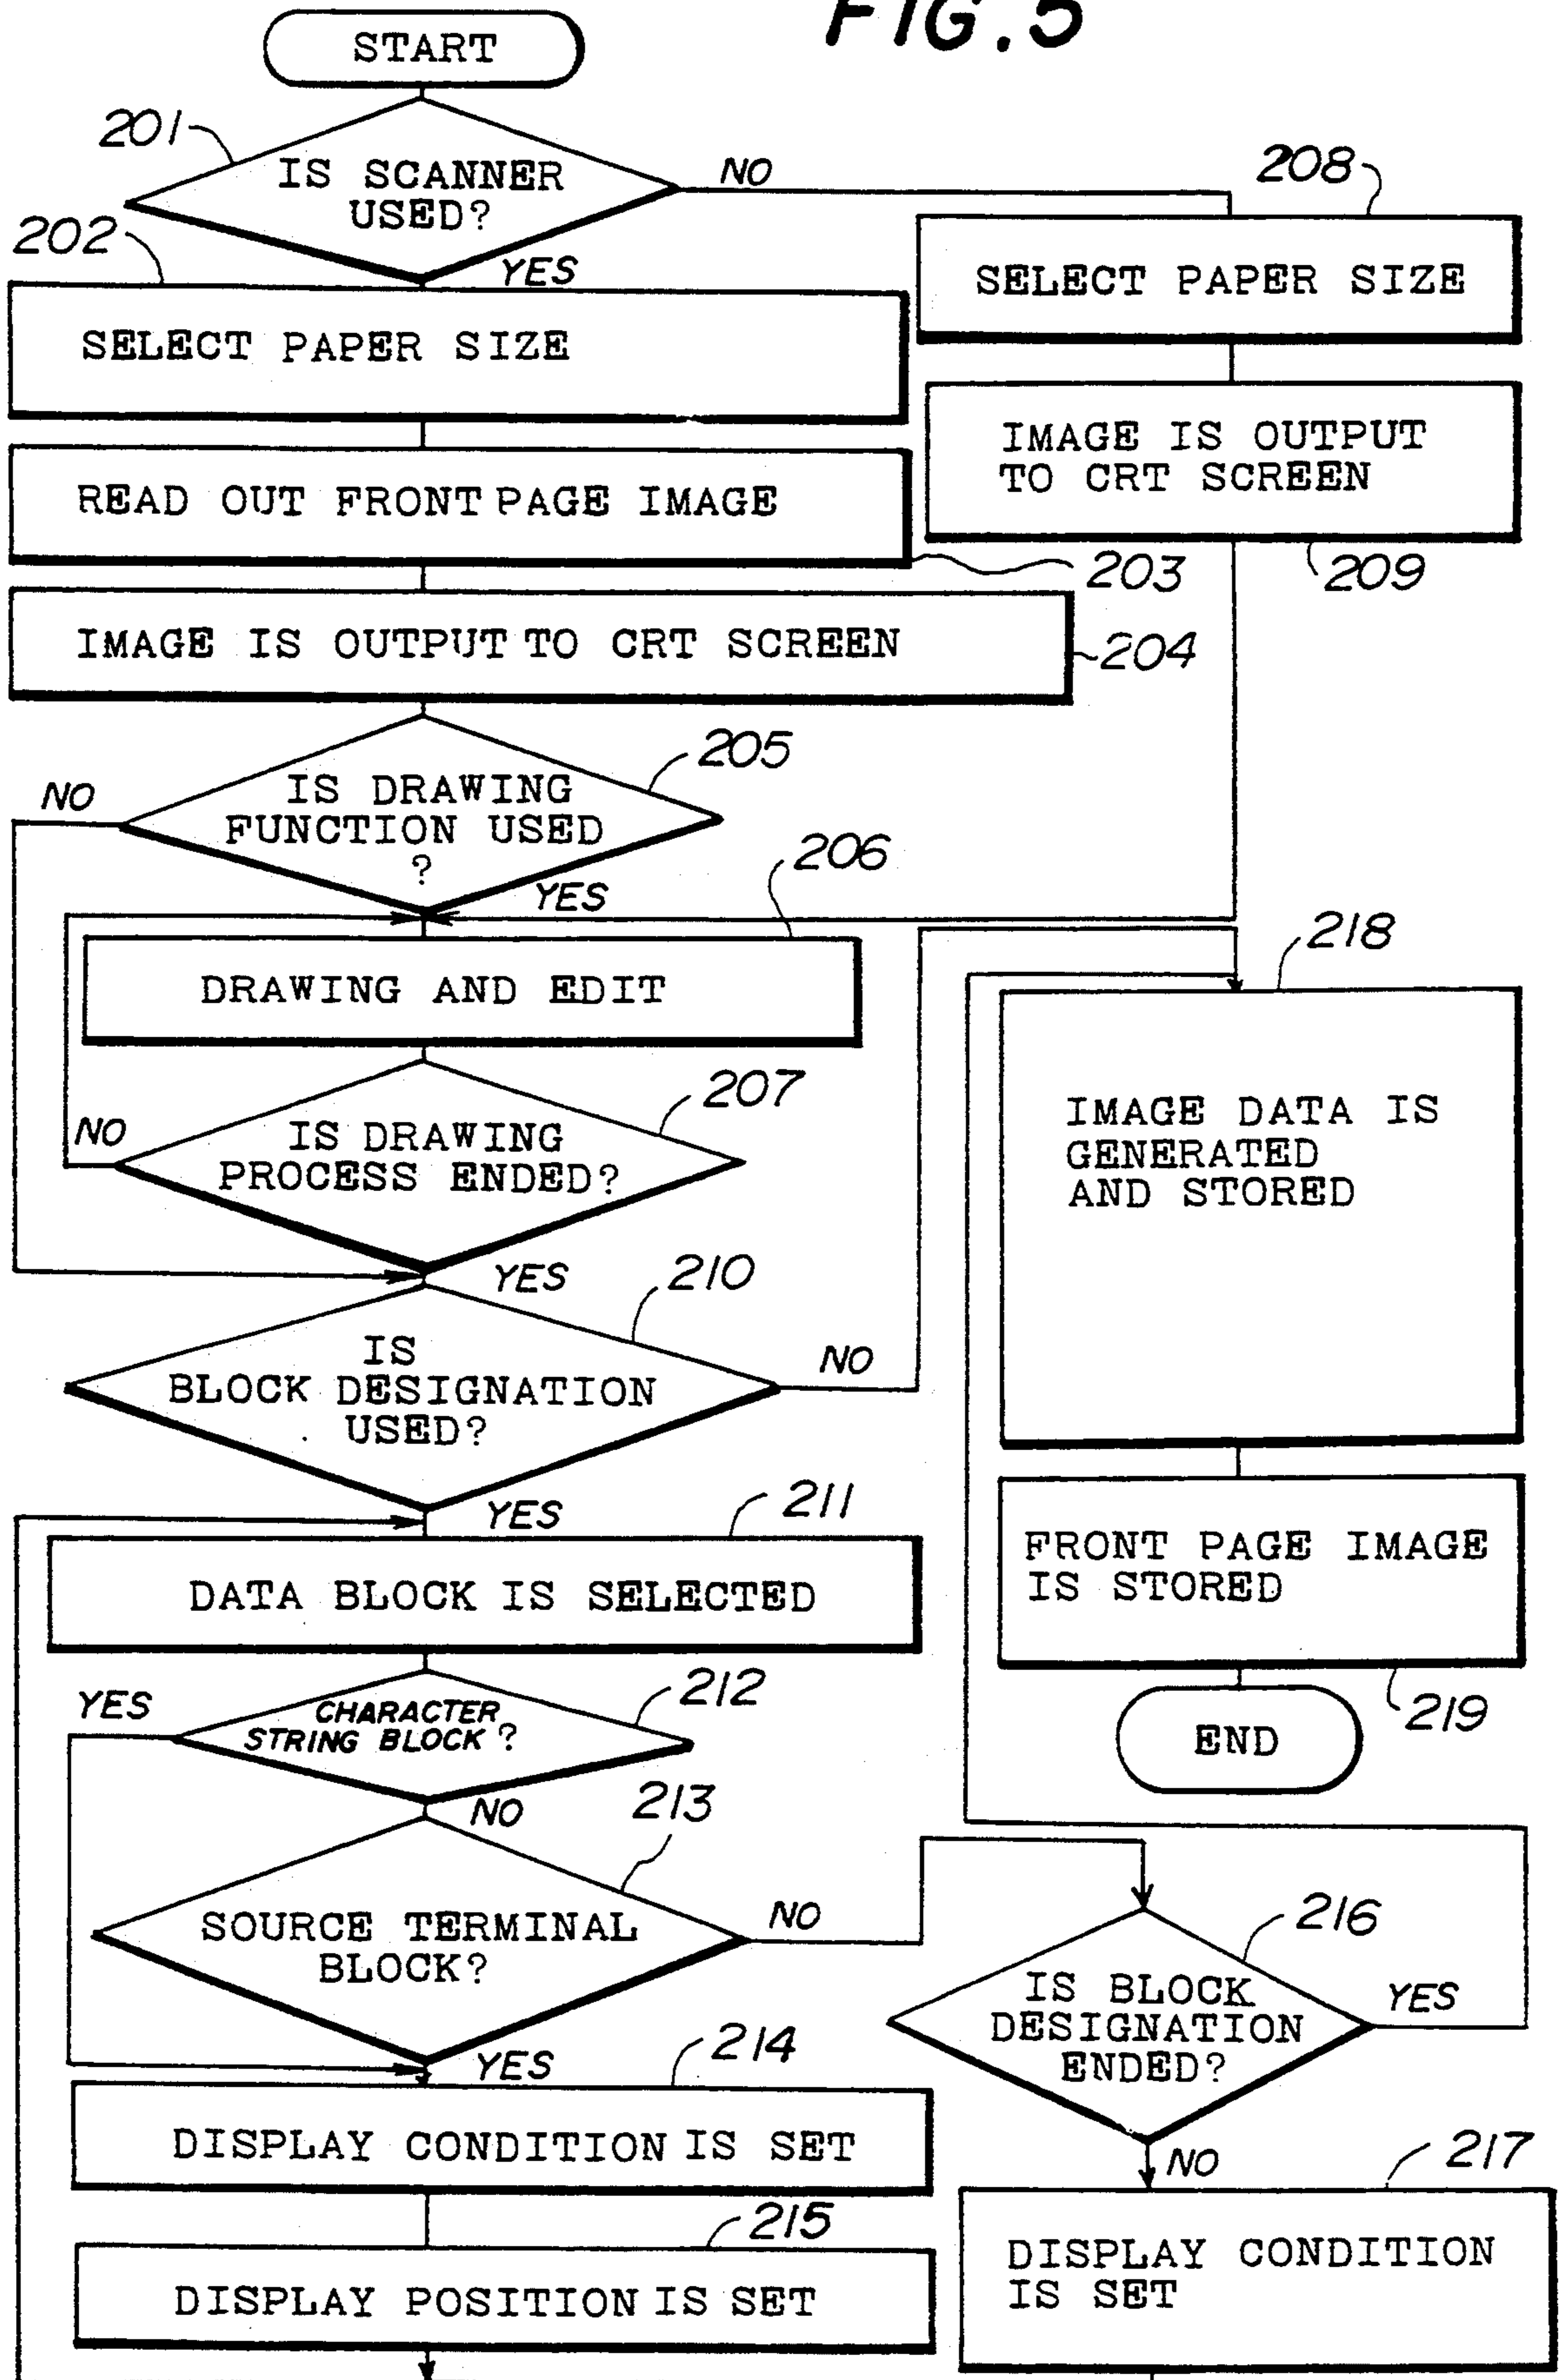 FIG.5
START
201
IS SCANNER
USED?
NO
YES
202
SELECT PAPER SIZE
READ OUT FRONT PAGE IMAGE
203
IMAGE IS OUTPUT TO CRT SCREEN
204
205
IS DRAWING
FUNCTION USED
?
NO
YES
206
DRAWING AND EDIT
207
IS DRAWING
PROCESS ENDED?
NO
YES
208
SELECT PAPER SIZE
IMAGE IS OUTPUT
TO CRT SCREEN
209
210
IS
BLOCK DESIGNATION
USED?
NO
YES
211
DATA BLOCK IS SELECTED
212
CHARACTER
STRING BLOCK?
YES
NO
213
SOURCE TERMINAL
BLOCK?
NO
YES
214
DISPLAY CONDITION IS SET
215
DISPLAY POSITION IS SET
216
IS BLOCK
DESIGNATION
ENDED?
YES
NO
217
DISPLAY CONDITION
IS SET
218
IMAGE DATA IS
GENERATED
AND STORED
FRONT PAGE IMAGE
IS STORED
219
END